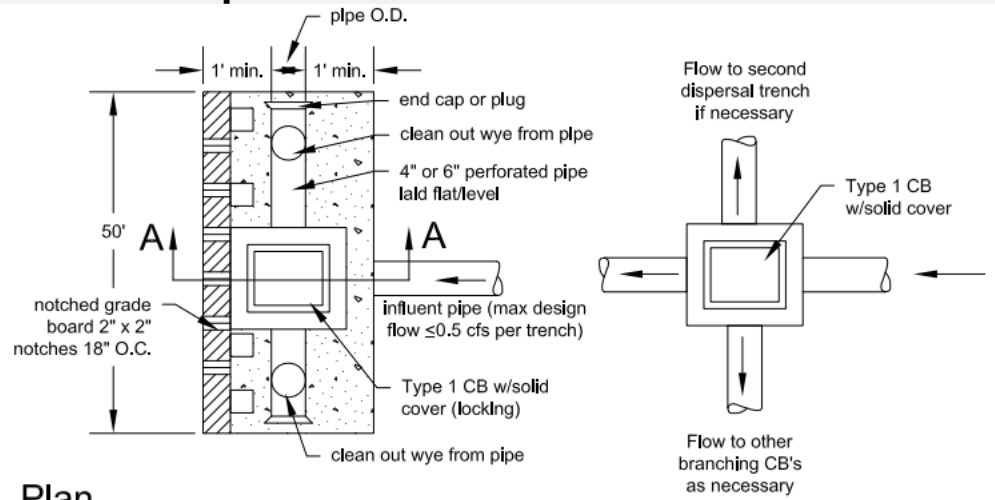 pipe O.D.
1' min.
1' min.
end cap or plug
clean out wye from pipe
4" or 6" perforated pipe
laid flat/level
50'
A
A
notched grade
board 2" x 2"
notches 18" O.C.
influent pipe (max design
flow ≤0.5 cfs per trench)
Type 1 CB w/solid
cover (locking)
clean out wye from pipe
Plan
Flow to second
dispersal trench
if necessary
Type 1 CB
w/solid cover
Flow to other
branching CB's
as necessary